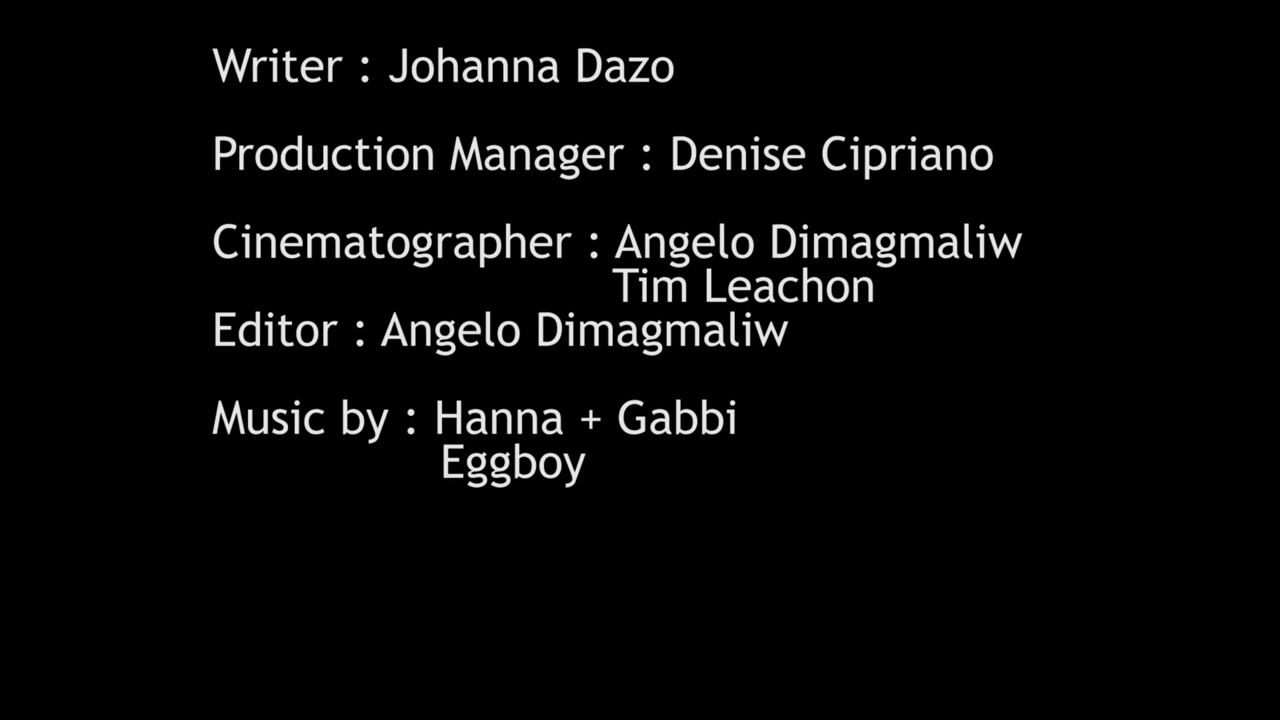 Writer : Johanna Dazo
Production Manager : Denise Cipriano
Cinematographer : Angelo Dimagmaliw
Tim Leachon
Editor : Angelo Dimagmaliw
Music by : Hanna + Gabbi
Eggboy